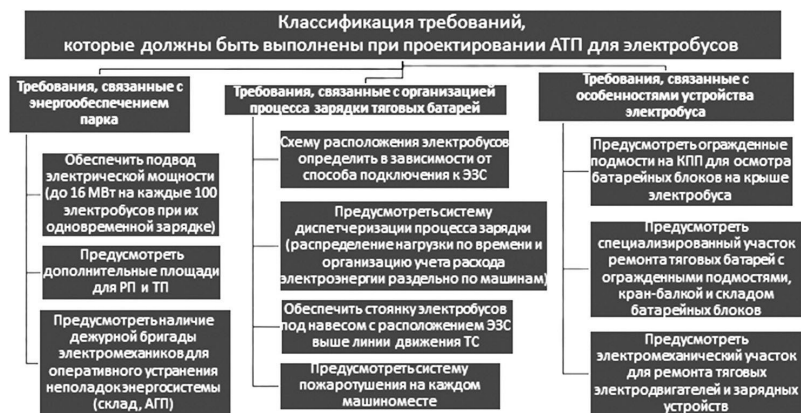 Классификация требований,
которые должны быть выполнены при проектировании АТП для электробусов
Требования, связанные с
энергообеспечением
парка
Обеспечить подвод
электрической мощности
(до 16 МВт на каждые 100
электробусов при их
одновременной зарядке)
Предусмотреть
дополнительные площади
для РП и ТП
Предусмотреть наличие
дежурной бригады
электромехаников для
оперативного устранения
неполадок энергосистемы
(склад, АГП)
Требования, связанные с организацией
процесса зарядки тяговых батарей
Схему расположения электробусов
определить в зависимости от
способа подключения к ЭЗС
Предусмотреть систему
диспетчеризации процесса зарядки
(распределение нагрузки по времени и
организацию учета расхода
электроэнергии раздельно по машинам)
Обеспечить стоянку электробусов
под навесом с расположением ЭЗС
выше линии движения ТС
Предусмотреть систему
пожаротушения на каждом
машиноместе
Требования, связанные с
особенностями устройства
электробуса
Предусмотреть огражденные
подмости на КПП для осмотра
батарейных блоков на крыше
электробуса
Предусмотреть
специализированный участок
ремонта тяговых батарей с
огражденными подмостями,
кран-балкой и складом
батарейных блоков
Предусмотреть
электромеханический участок
для ремонта тяговых
электродвигателей и зарядных
устройств